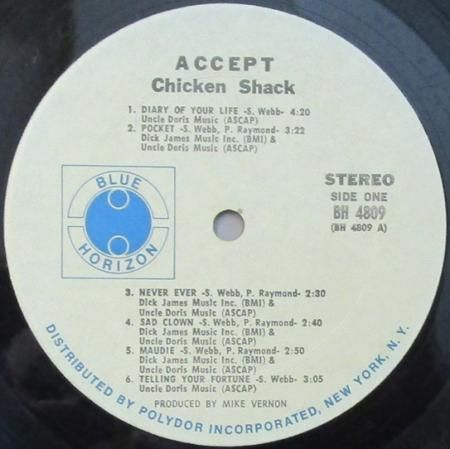 ACCEPT
Chicken Shack
1. DIARY OF YOUR LIFE -S. Webb- 4:20
Uncle Doris Music (ASCAP)
2. POCKET -S. Webb, P. Raymond- 3:22
Dick James Music Inc. (BMI) &
Uncle Doris Music (ASCAP)
BLUE
HORIZON
STEREO
SIDE ONE
BH 4809
(BH 4809 A)
3. NEVER EVER -S. Webb, P. Raymond- 2:30
Dick James Music Inc. (BMI) &
Uncle Doris Music (ASCAP)
4. SAD CLOWN -S. Webb, P. Raymond- 2:40
Dick James Music Inc. (BMI) &
Uncle Doris Music (ASCAP)
5. MAUDIE -S. Webb, P. Raymond- 2:50
Dick James Music Inc. (BMI) &
Uncle Doris Music (ASCAP)
6. TELLING YOUR FORTUNE -S. Webb- 3:05
Uncle Doris Music (ASCAP)
PRODUCED BY MIKE VERNON
DISTRIBUTED BY POLYDOR INCORPORATED, NEW YORK, N. Y.